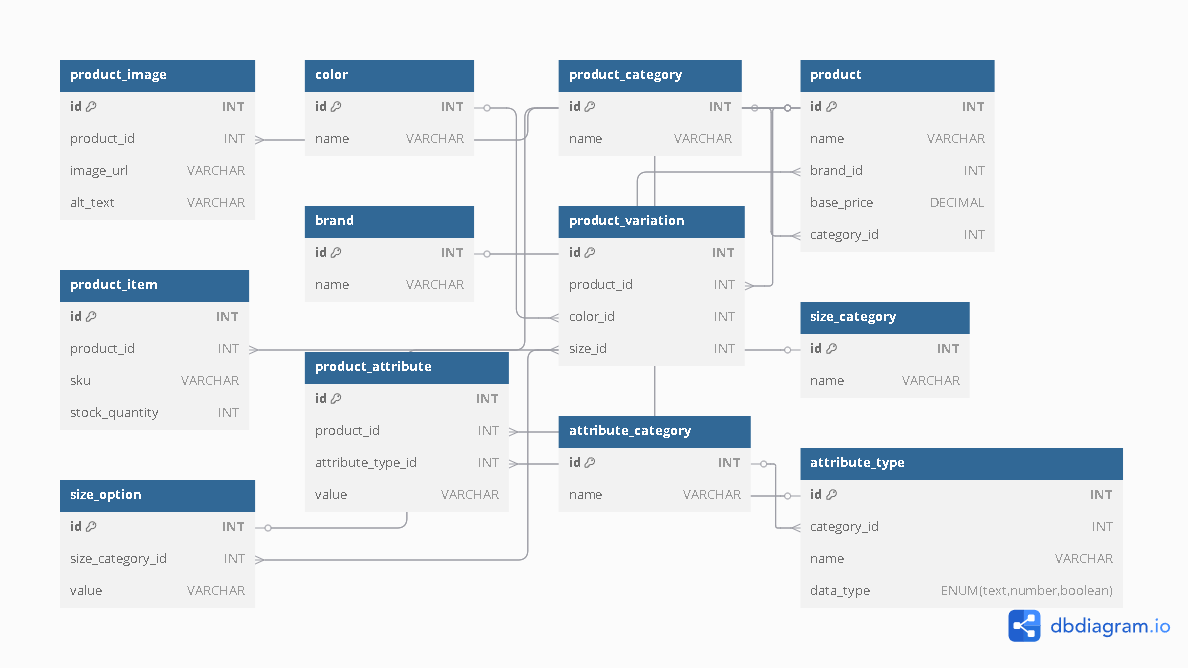 product_image
id INT
product_id INT
image_url VARCHAR
alt_text VARCHAR
color
id INT
name VARCHAR
product_category
id INT
name VARCHAR
product
id INT
name VARCHAR
brand_id INT
base_price DECIMAL
category_id INT
brand
id INT
name VARCHAR
product_variation
id INT
product_id INT
color_id INT
size_id INT
product_item
id INT
product_id INT
sku VARCHAR
stock_quantity INT
size_category
id INT
name VARCHAR
product_attribute
id INT
product_id INT
attribute_type_id INT
value VARCHAR
attribute_category
id INT
name VARCHAR
attribute_type
id INT
category_id INT
name VARCHAR
data_type ENUM(text,number,boolean)
size_option
id INT
size_category_id INT
value VARCHAR
dbdiagram.io